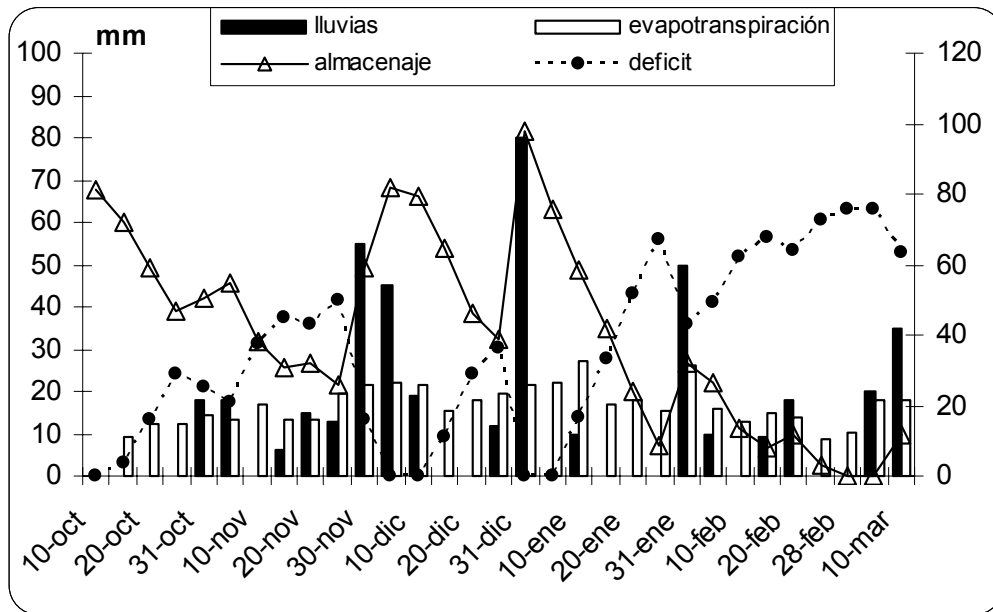 lluvias
evapotranspiración
almacenaje
deficit
mm
100
90
80
70
60
50
40
30
20
10
0
120
100
80
60
40
20
0
10-oct
20-oct
31-oct
10-nov
20-nov
30-nov
10-dic
20-dic
31-dic
10-ene
20-ene
31-ene
10-feb
20-feb
28-feb
10-mar